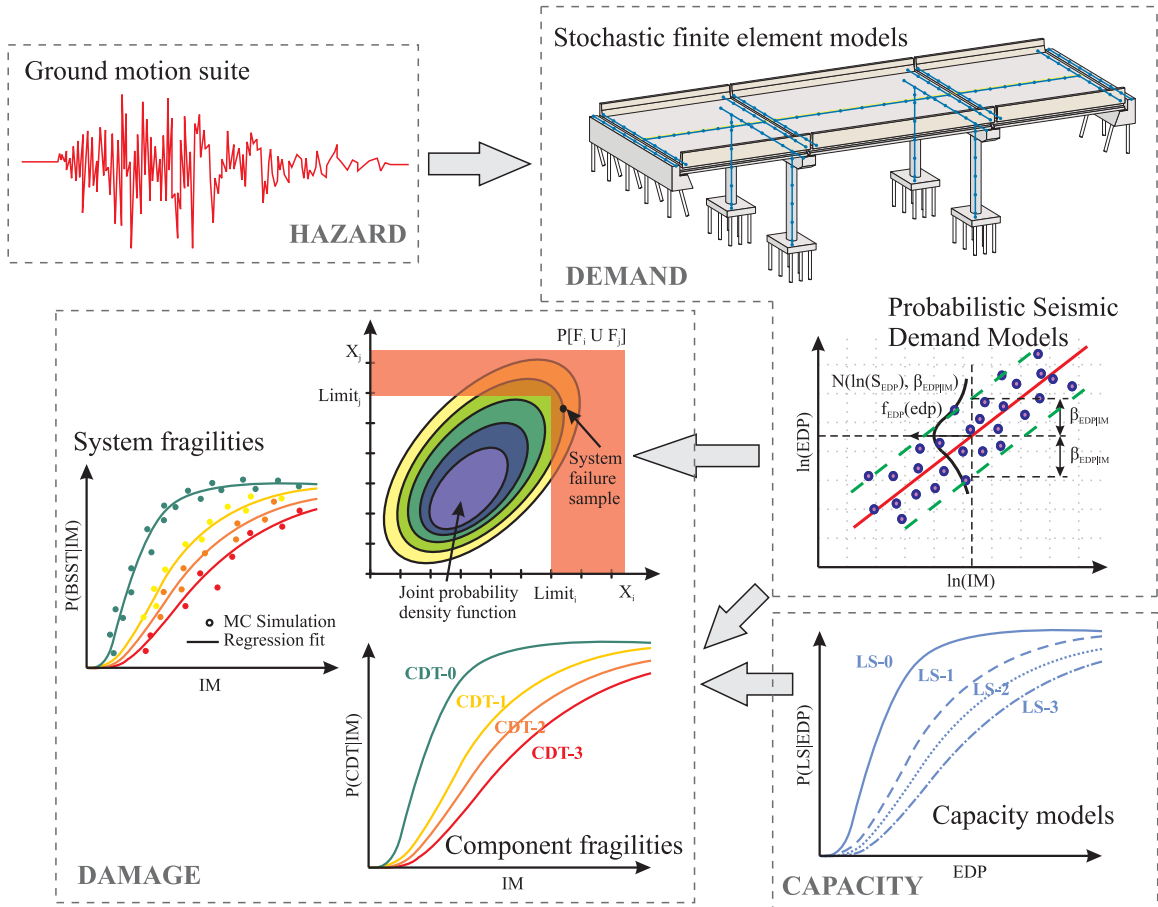 Ground motion suite
HAZARD
Stochastic finite element models
DEMAND
Probabilistic Seismic
Demand Models
N(ln(S_EDP), β_EDP|IM)
f_EDP(edp)
β_EDP|IM
β_EDP|IM
ln(EDP)
ln(IM)
P[F_i U F_j]
X_j
Limit_j
System
failure
sample
Joint probability
density function
Limit_i
X_i
System fragilities
P(BSST|IM)
MC Simulation
Regression fit
IM
CDT-0
CDT-1
CDT-2
CDT-3
P(CDT|IM)
Component fragilities
IM
DAMAGE
LS-0
LS-1
LS-2
LS-3
P(LS|EDP)
Capacity models
EDP
CAPACITY